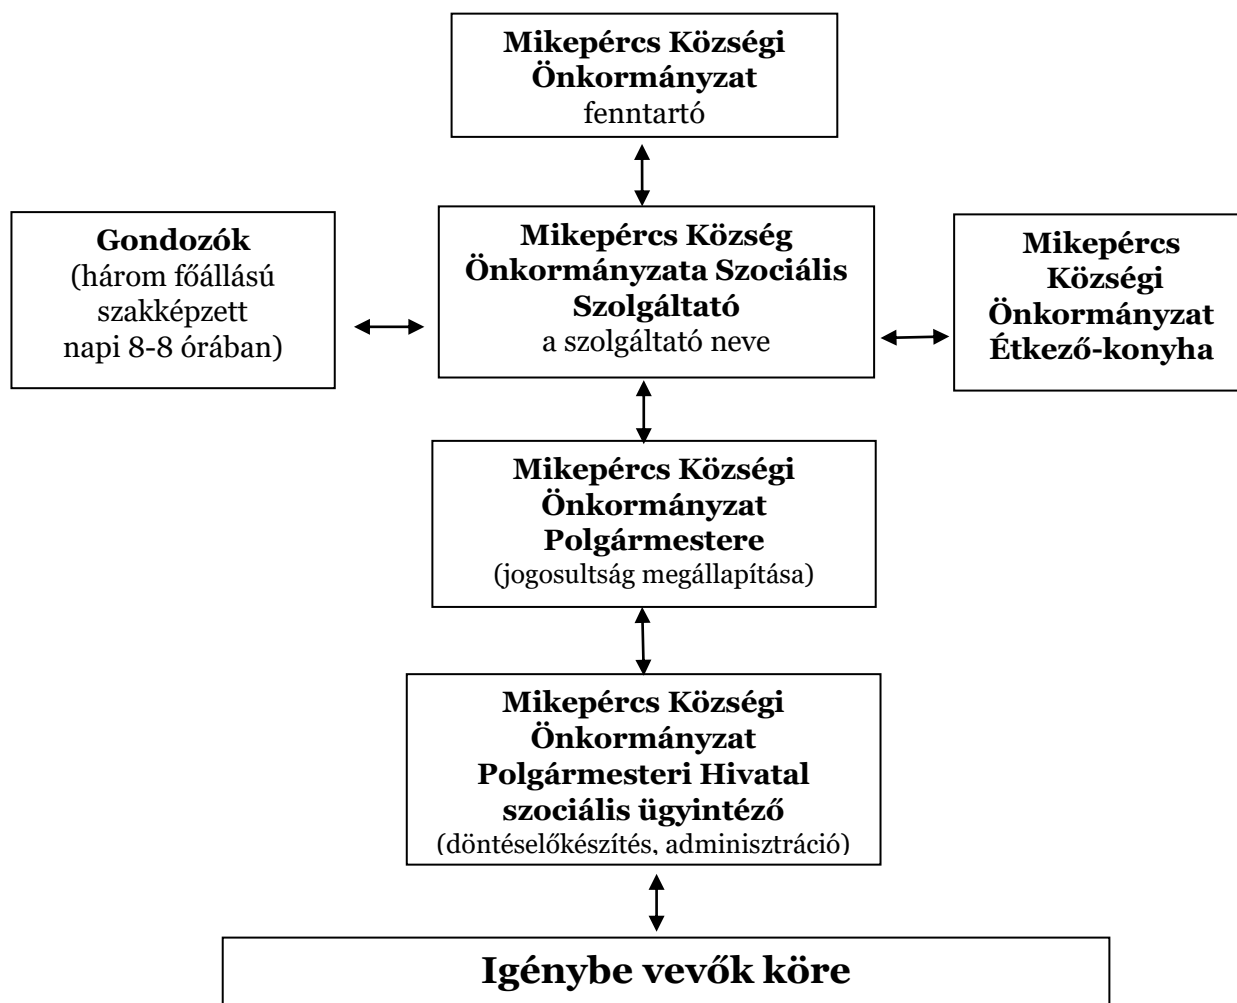 Mikepércs Községi
Önkormányzat
fenntartó
Gondozók
(három főállású
szakképzett
napi 8-8 órában)
Mikepércs Község
Önkormányzata Szociális
Szolgáltató
a szolgáltató neve
Mikepércs
Községi
Önkormányzat
Étkező-konyha
Mikepércs Községi
Önkormányzat
Polgármestere
(jogosultság megállapítása)
Mikepércs Községi
Önkormányzat
Polgármesteri Hivatal
szociális ügyintéző
(döntéselőkészítés, adminisztráció)
Igénybe vevők köre